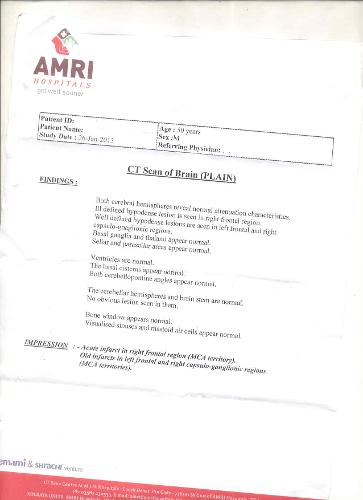 AMRI
HOSPITALS
get well sooner
Patient ID:
Patient Name:
Study Date : 26-Jun-2013
Age : 50 years
Sex :M
Referring Physician:
CT Scan of Brain (PLAIN)
FINDINGS :
Both cerebral hemispheres reveal normal attenuation characteristics.
Ill defined hypodense lesion is seen in right frontal region.
Well defined hypodense lesions are seen in left frontal and right
capsulo-ganglionic regions.
Basal ganglia and thalami appear normal.
Sellar and parasellar areas appear normal.
Ventricles are normal.
The basal cisterns appear normal.
Both cerebellopontine angles appear normal.
The cerebellar hemispheres and brain stem are normal.
No obvious lesion seen in them.
Bone window appears normal.
Visualised sinuses and mastoid air cells appear normal.
IMPRESSION : - Acute infarct in right frontal region (MCA territory).
Old infarcts in left frontal and right capsulo-ganglionic regions
(MCA territories).
emami & SHRACHI venture